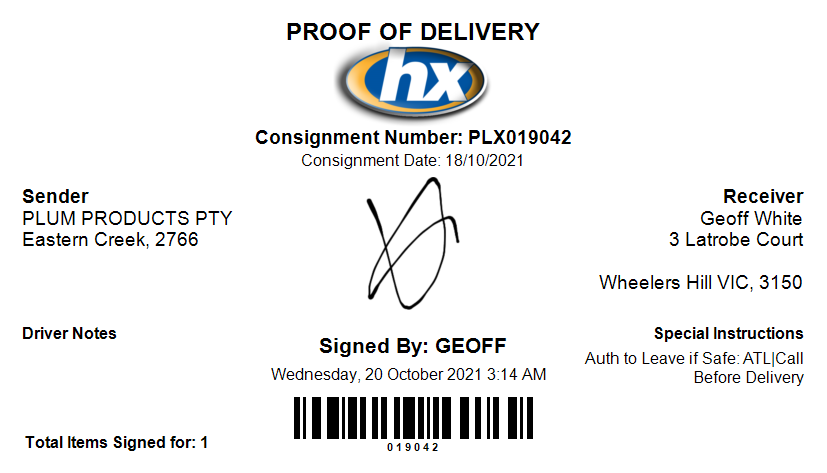 PROOF OF DELIVERY
hx
Consignment Number: PLX019042
Consignment Date: 18/10/2021
Sender
PLUM PRODUCTS PTY
Eastern Creek, 2766
Receiver
Geoff White
3 Latrobe Court
Wheelers Hill VIC, 3150
Driver Notes
Signed By: GEOFF
Wednesday, 20 October 2021 3:14 AM
Special Instructions
Auth to Leave if Safe: ATL|Call
Before Delivery
Total Items Signed for: 1
019042